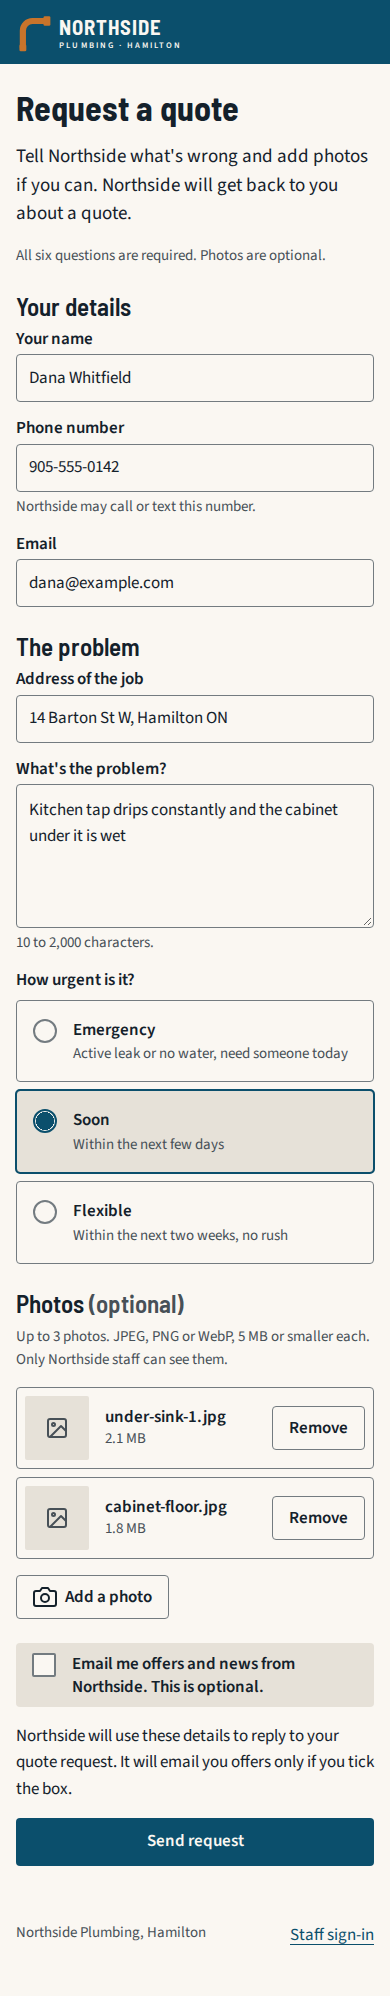 NORTHSIDE
PLUMBING · HAMILTON
Request a quote
Tell Northside what's wrong and add photos
if you can. Northside will get back to you
about a quote.
All six questions are required. Photos are optional.
Your details
Your name
Dana Whitfield
Phone number
905-555-0142
Northside may call or text this number.
Email
dana@example.com
The problem
Address of the job
14 Barton St W, Hamilton ON
What's the problem?
Kitchen tap drips constantly and the cabinet
under it is wet
10 to 2,000 characters.
How urgent is it?
Emergency
Active leak or no water, need someone today
Soon
Within the next few days
Flexible
Within the next two weeks, no rush
Photos (optional)
Up to 3 photos. JPEG, PNG or WebP, 5 MB or smaller each.
Only Northside staff can see them.
under-sink-1.jpg
2.1 MB
Remove
cabinet-floor.jpg
1.8 MB
Remove
Add a photo
Email me offers and news from
Northside. This is optional.
Northside will use these details to reply to your
quote request. It will email you offers only if you tick
the box.
Send request
Northside Plumbing, Hamilton
Staff sign-in